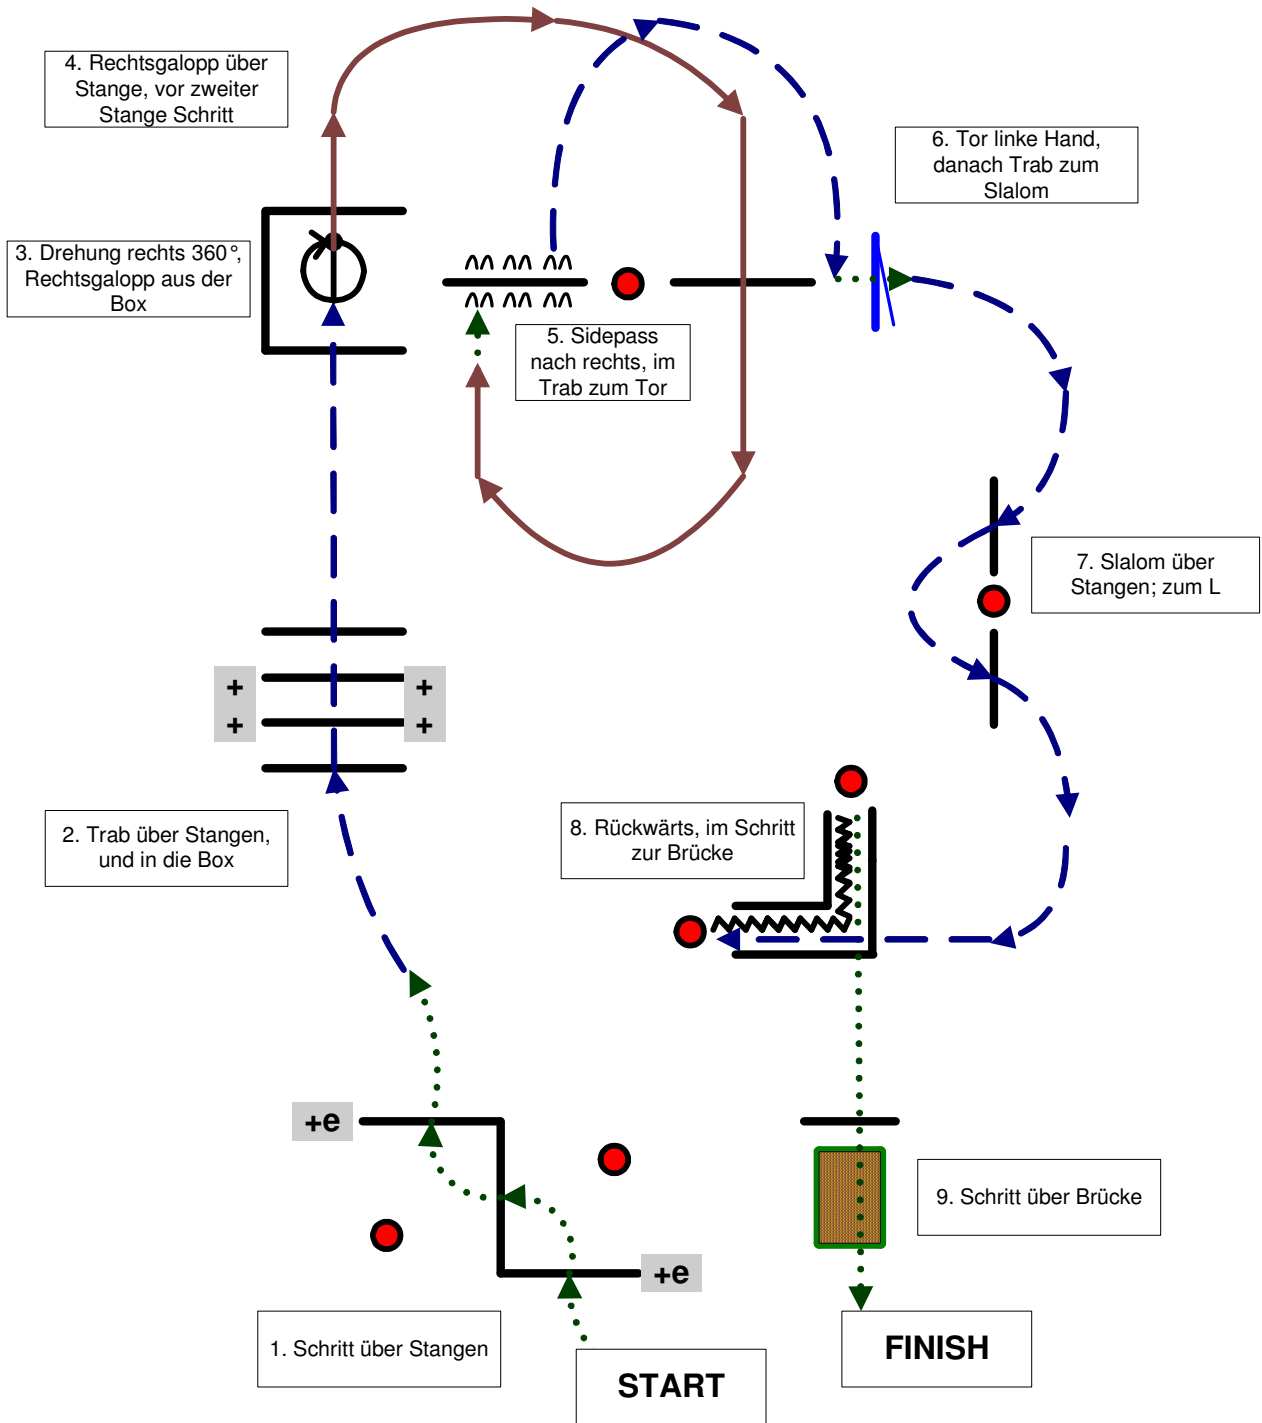 4. Rechtsgalopp über
Stange, vor zweiter
Stange Schritt
6. Tor linke Hand,
danach Trab zum
Slalom
3. Drehung rechts 360°,
Rechtsgalopp aus der
Box
5. Sidepass
nach rechts, im
Trab zum Tor
7. Slalom über
Stangen; zum L
+ +
+ +
2. Trab über Stangen,
und in die Box
8. Rückwärts, im Schritt
zur Brücke
+e
9. Schritt über Brücke
+e
1. Schritt über Stangen
START
FINISH